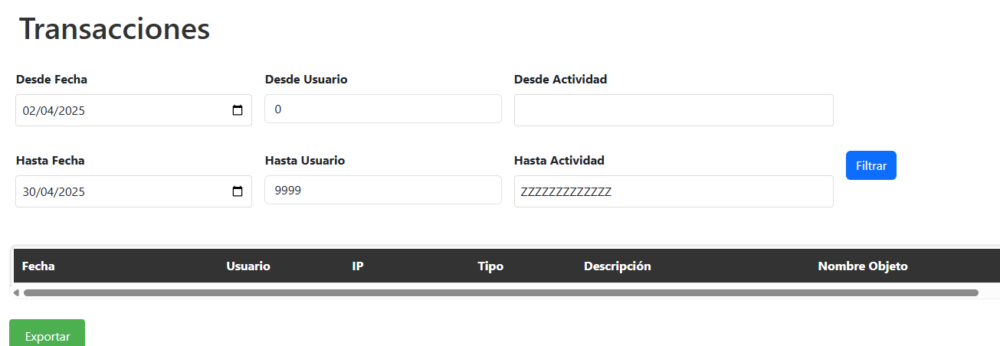 Transacciones
Desde Fecha Desde Usuario Desde Actividad
02/04/2025 0
Hasta Fecha Hasta Usuario Hasta Actividad
Filtrar
30/04/2025 9999 ZZZZZZZZZZZZZ
Fecha Usuario IP Tipo Descripción Nombre Objeto
Exportar